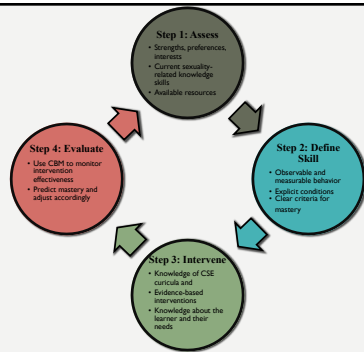 Step 1: Assess
• Strengths, preferences,
interests
• Current sexuality-
related knowledge
skills
• Available resources
Step 2: Define
Skill
• Observable and
measurable behavior
• Explicit conditions
• Clear criteria for
mastery
Step 3: Intervene
• Knowledge of CSE
curicula and
• Evidence-based
interventions
• Knowledge about the
learner and their
needs
Step 4: Evaluate
• Use CBM to monitor
intervention
effectiveness
• Predict mastery and
adjust accordingly